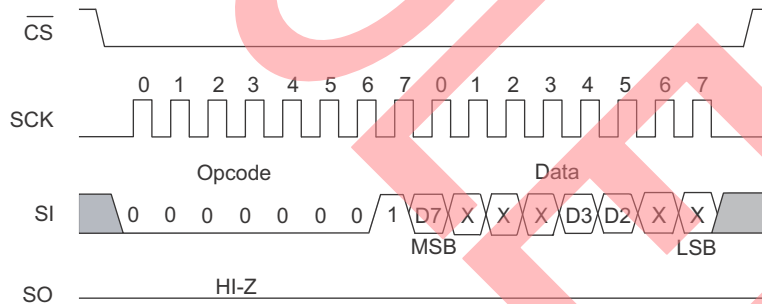 CS
0 1 2 3 4 5 6 7 0 1 2 3 4 5 6 7
SCK
Opcode Data
SI 0 0 0 0 0 0 0 1 D7 X X X D3 D2 X X
MSB LSB
HI-Z
SO